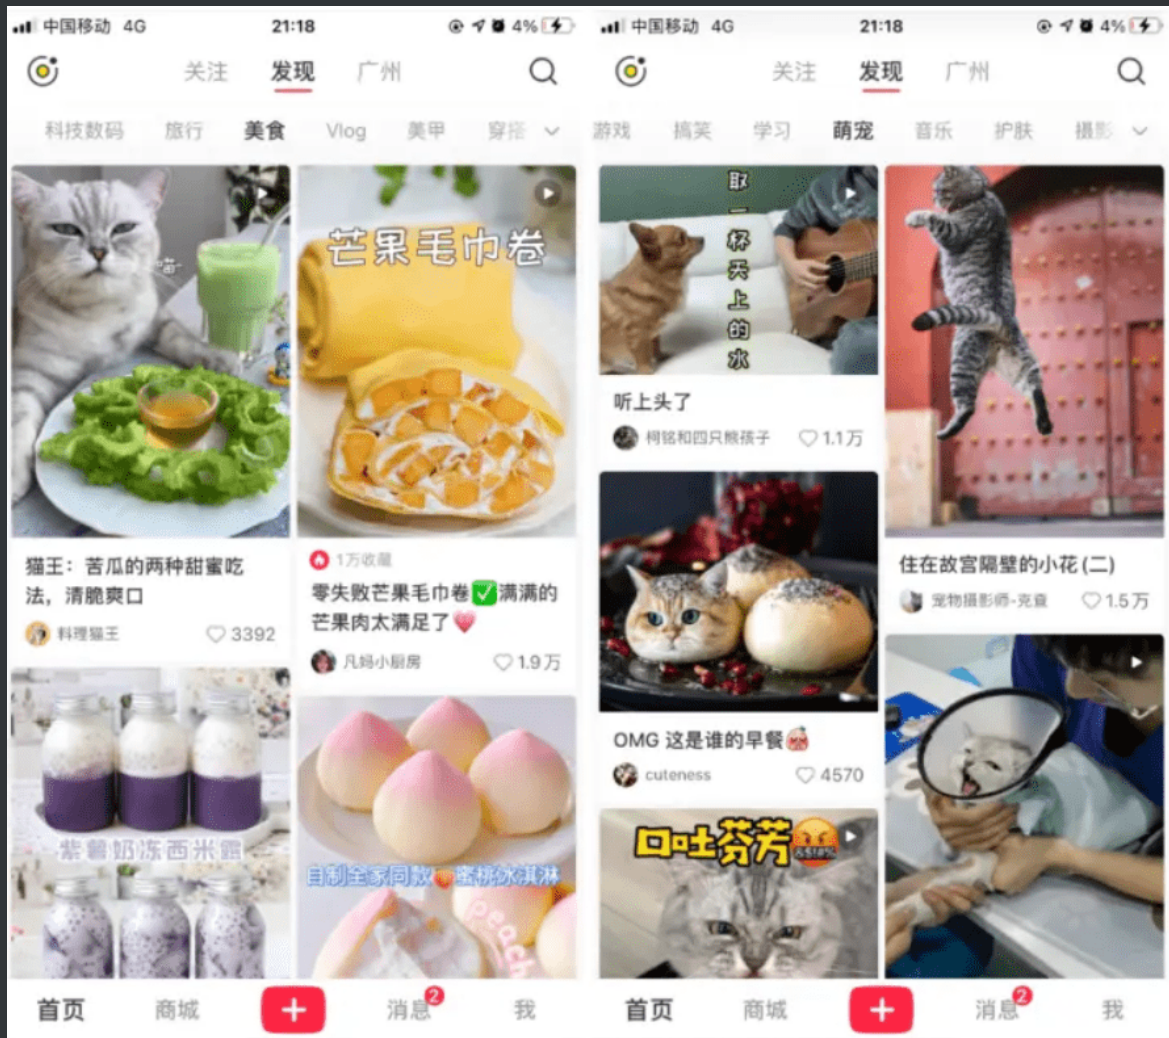 中国移动 4G
21:18
4%
关注
发现
广州
科技数码
旅行
美食
Vlog
美甲
穿搭
喵~
芒果毛巾卷
猫王：苦瓜的两种甜蜜吃
法，清脆爽口
料理猫王
3392
1万收藏
零失败芒果毛巾卷✅满满的
芒果肉太满足了💗
凡妈小厨房
1.9万
紫薯奶冻西米露
自制全家同款🍑蜜桃冰淇淋
peach
首页
商城
消息
2
我
中国移动 4G
21:18
4%
关注
发现
广州
游戏
搞笑
学习
萌宠
音乐
护肤
摄影
取一杯天上的水
听上头了
柯铭和四只熊孩子
1.1万
住在故宫隔壁的小花(二)
宠物摄影师-克查
1.5万
OMG 这是谁的早餐
cuteness
4570
口吐芬芳
首页
商城
消息
2
我